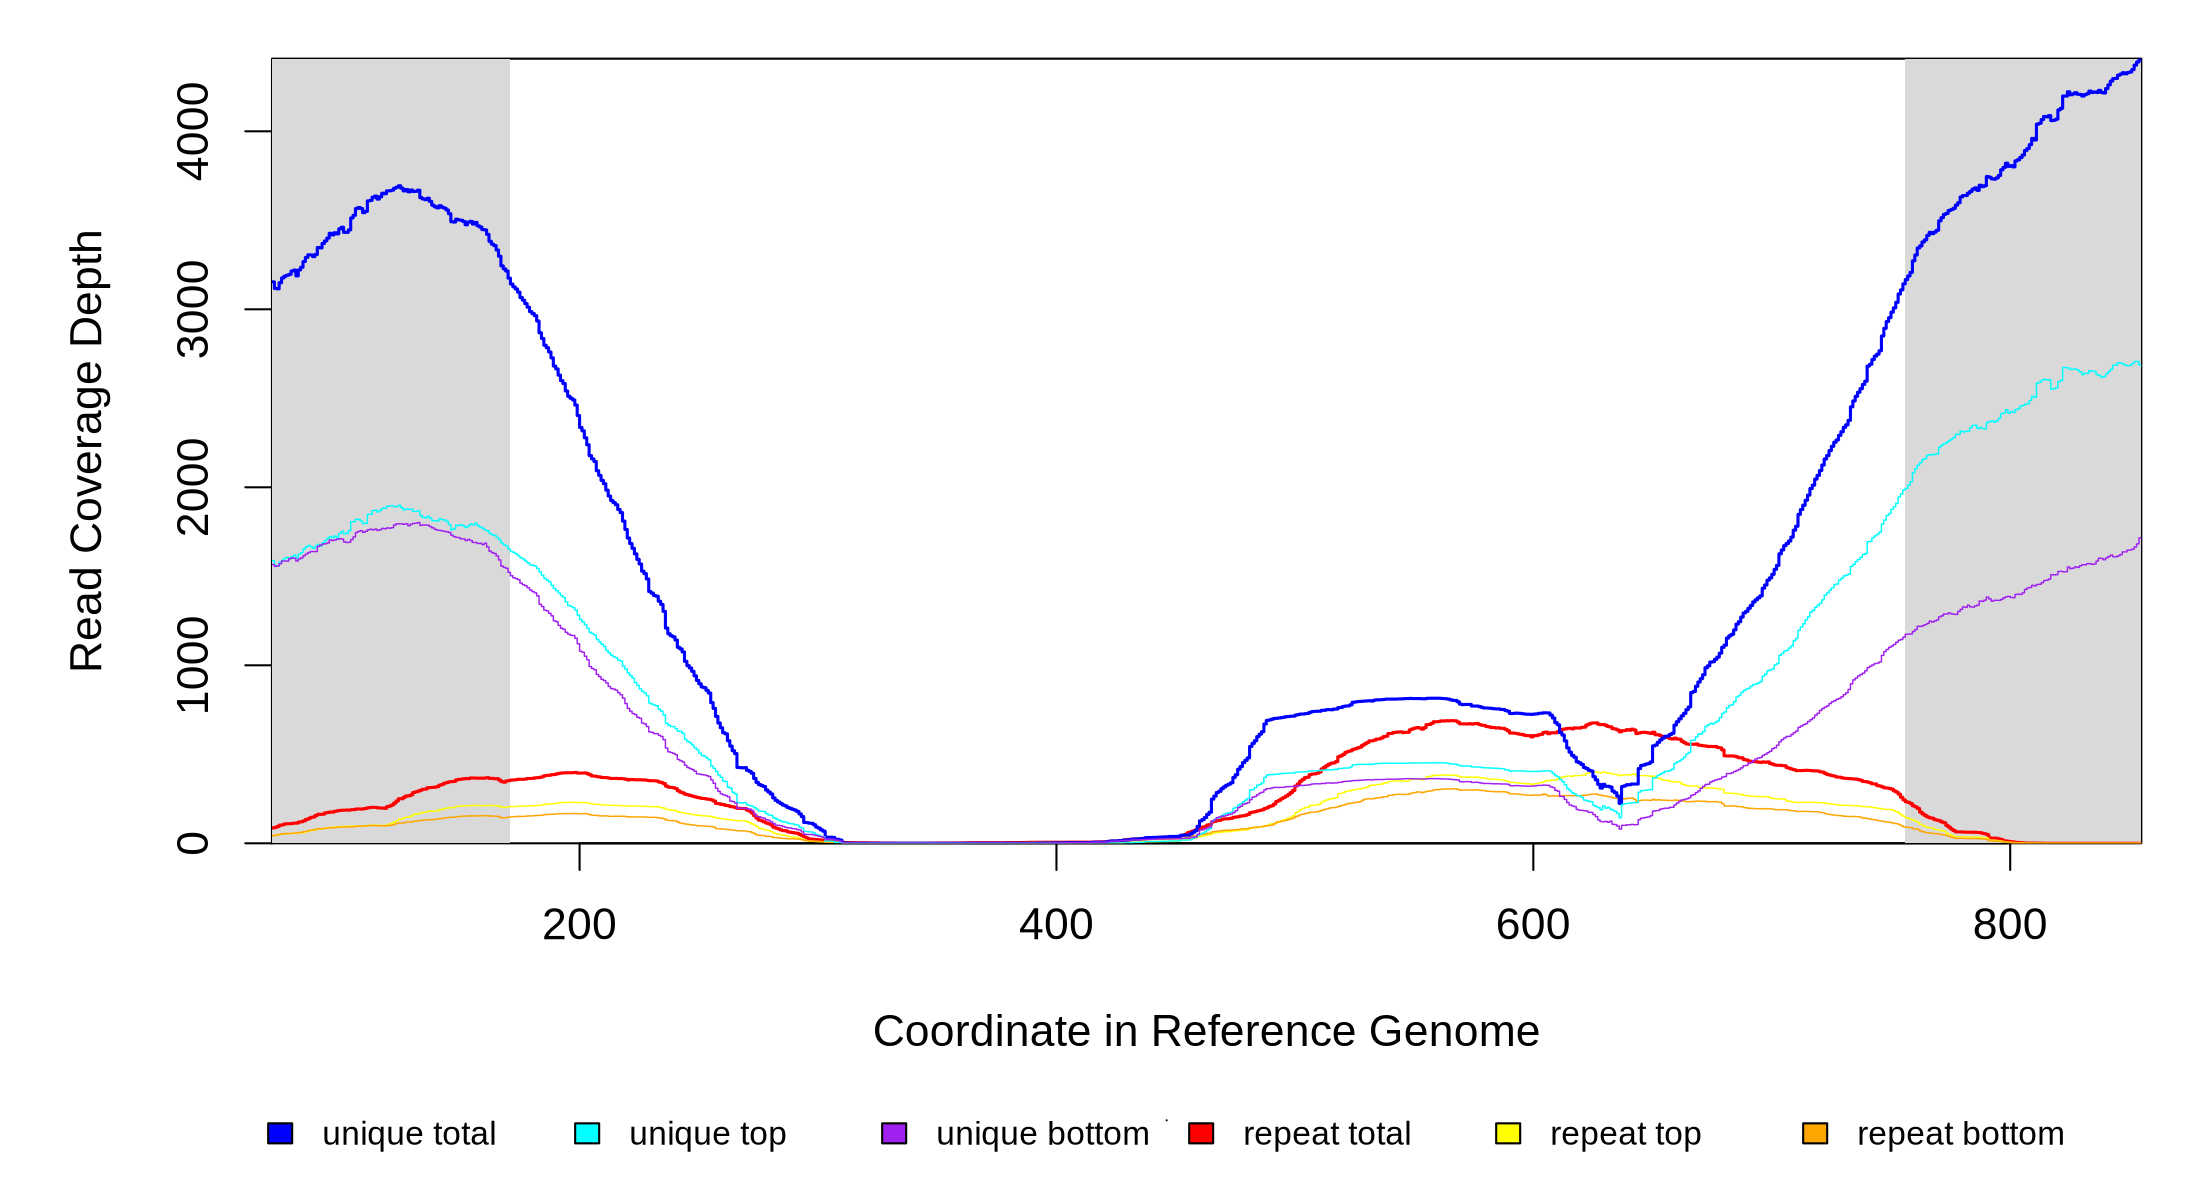 4000
3000
2000
1000
0
Read Coverage Depth
200 400 600 800
Coordinate in Reference Genome
unique total unique top unique bottom repeat total repeat top repeat bottom